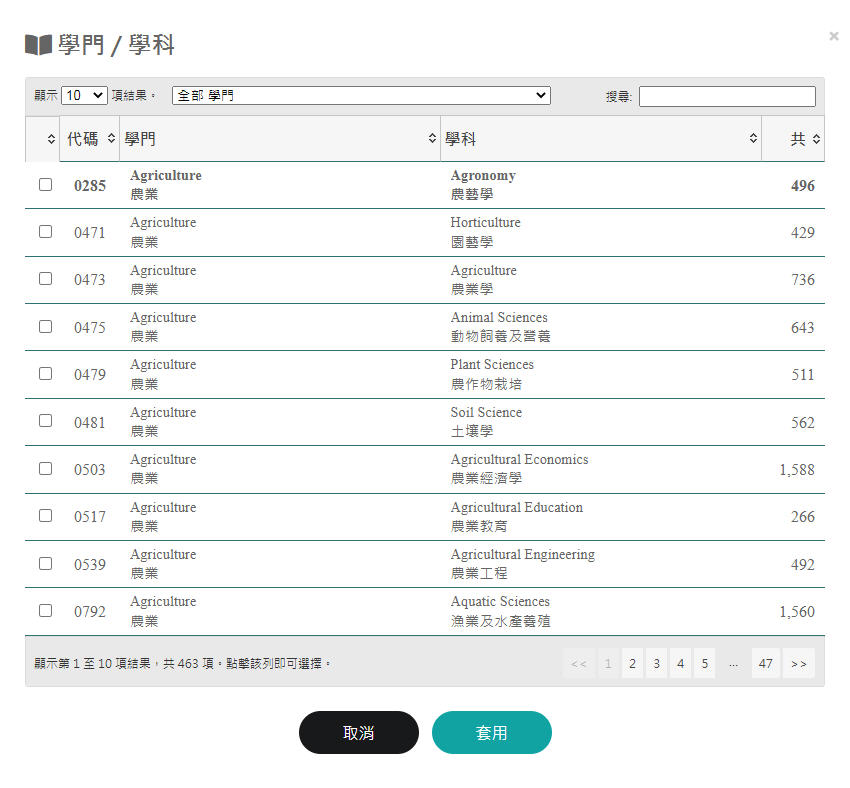 學門 / 學科
×
顯示 10 項結果。 全部 學門 搜尋:
代碼 學門 學科 共
0285 Agriculture Agronomy 496
農業 農藝學
0471 Agriculture Horticulture 429
農業 園藝學
0473 Agriculture Agriculture 736
農業 農業學
0475 Agriculture Animal Sciences 643
農業 動物飼養及營養
0479 Agriculture Plant Sciences 511
農業 農作物栽培
0481 Agriculture Soil Science 562
農業 土壤學
0503 Agriculture Agricultural Economics 1,588
農業 農業經濟學
0517 Agriculture Agricultural Education 266
農業 農業教育
0539 Agriculture Agricultural Engineering 492
農業 農業工程
0792 Agriculture Aquatic Sciences 1,560
農業 漁業及水產養殖
顯示第 1 至 10 項結果，共 463 項。點擊該列即可選擇。 << 1 2 3 4 5 ... 47 >>
取消 套用